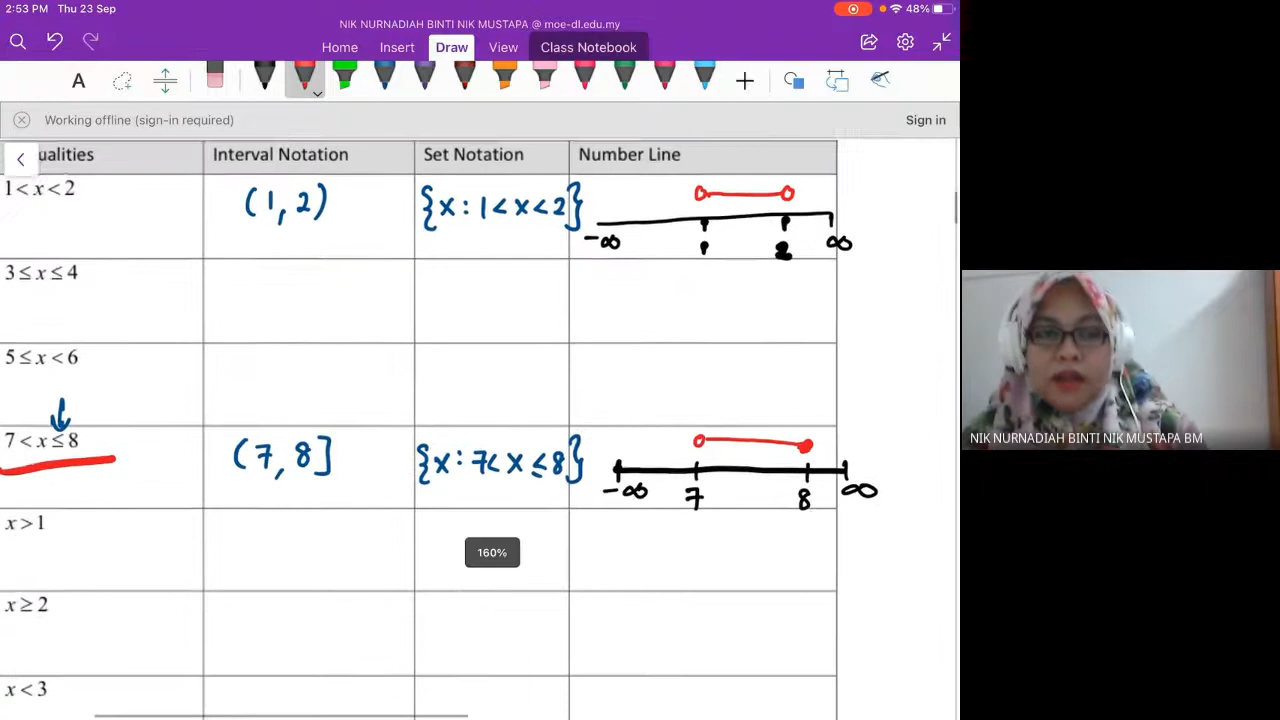 2:53 PM Thu 23 Sep
48%
NIK NURNADIAH BINTI NIK MUSTAPA @ moe-dl.edu.my
Home Insert Draw View Class Notebook
A
Working offline (sign-in required) Sign in
ualities Interval Notation Set Notation Number Line
1 < x < 2 (1, 2) {x : 1 < x < 2}
-∞ 1 2 ∞
3 ≤ x ≤ 4
5 ≤ x < 6
7 < x ≤ 8 (7, 8] {x : 7 < x ≤ 8}
-∞ 7 8 ∞
x > 1
160%
x ≥ 2
x < 3
NIK NURNADIAH BINTI NIK MUSTAPA BM